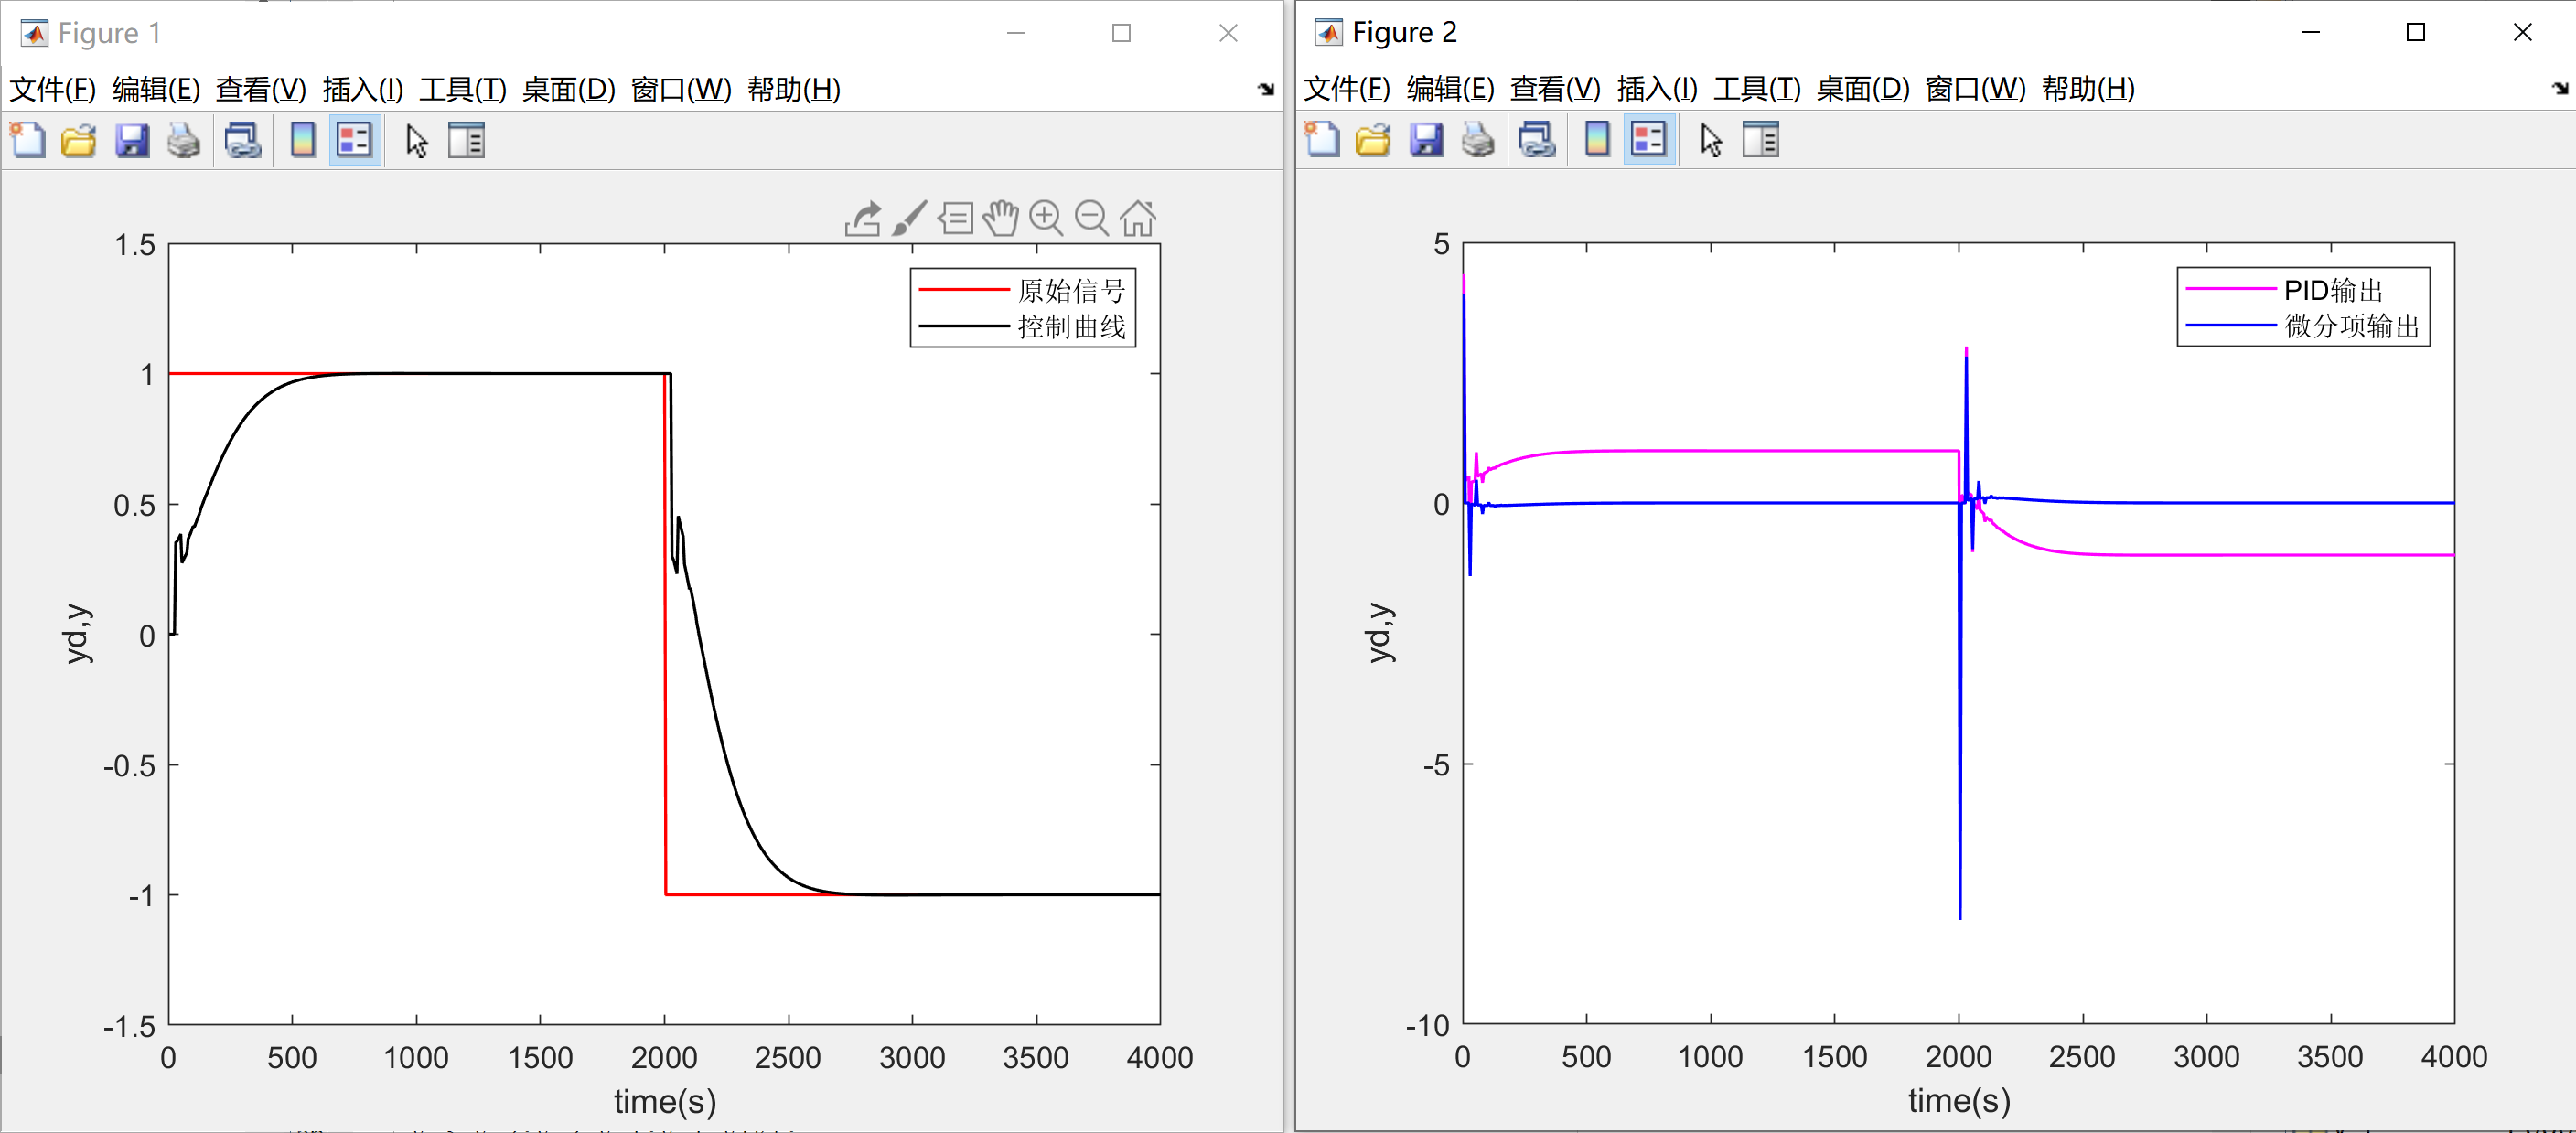 Figure 1
文件(F) 编辑(E) 查看(V) 插入(I) 工具(T) 桌面(D) 窗口(W) 帮助(H)
1.5
1
0.5
0
-0.5
-1
-1.5
yd,y
原始信号
控制曲线
0 500 1000 1500 2000 2500 3000 3500 4000
time(s)
Figure 2
文件(F) 编辑(E) 查看(V) 插入(I) 工具(T) 桌面(D) 窗口(W) 帮助(H)
5
0
-5
-10
yd,y
PID输出
微分项输出
0 500 1000 1500 2000 2500 3000 3500 4000
time(s)